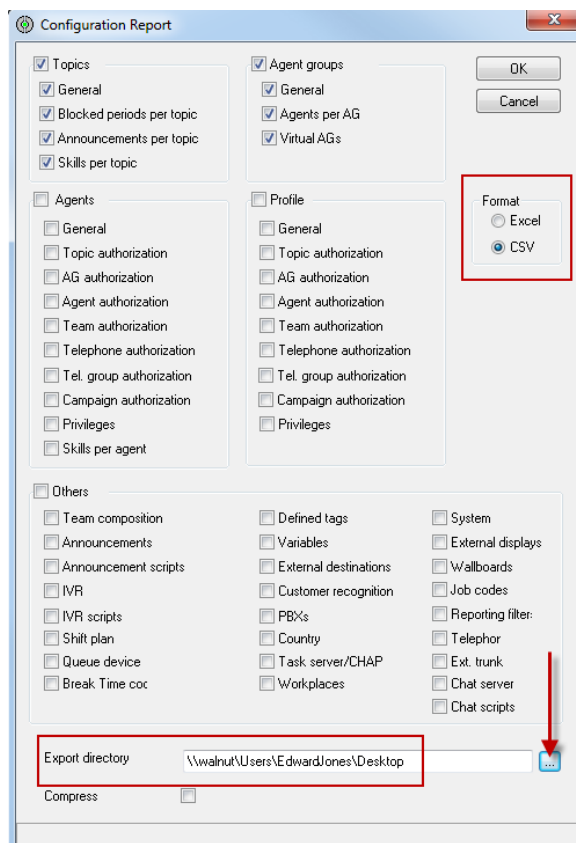 Configuration Report
Topics
General
Blocked periods per topic
Announcements per topic
Skills per topic
Agent groups
General
Agents per AG
Virtual AGs
OK
Cancel
Agents
General
Topic authorization
AG authorization
Agent authorization
Team authorization
Telephone authorization
Tel. group authorization
Campaign authorization
Privileges
Skills per agent
Profile
General
Topic authorization
AG authorization
Agent authorization
Team authorization
Telephone authorization
Tel. group authorization
Campaign authorization
Privileges
Format
Excel
CSV
Others
Team composition
Announcements
Announcement scripts
IVR
IVR scripts
Shift plan
Queue device
Break Time coc
Defined tags
Variables
External destinations
Customer recognition
PBXs
Country
Task server/CHAP
Workplaces
System
External displays
Wallboards
Job codes
Reporting filter:
Telephor
Ext. trunk
Chat server
Chat scripts
Export directory
\\walnut\Users\EdwardJones\Desktop
...
Compress